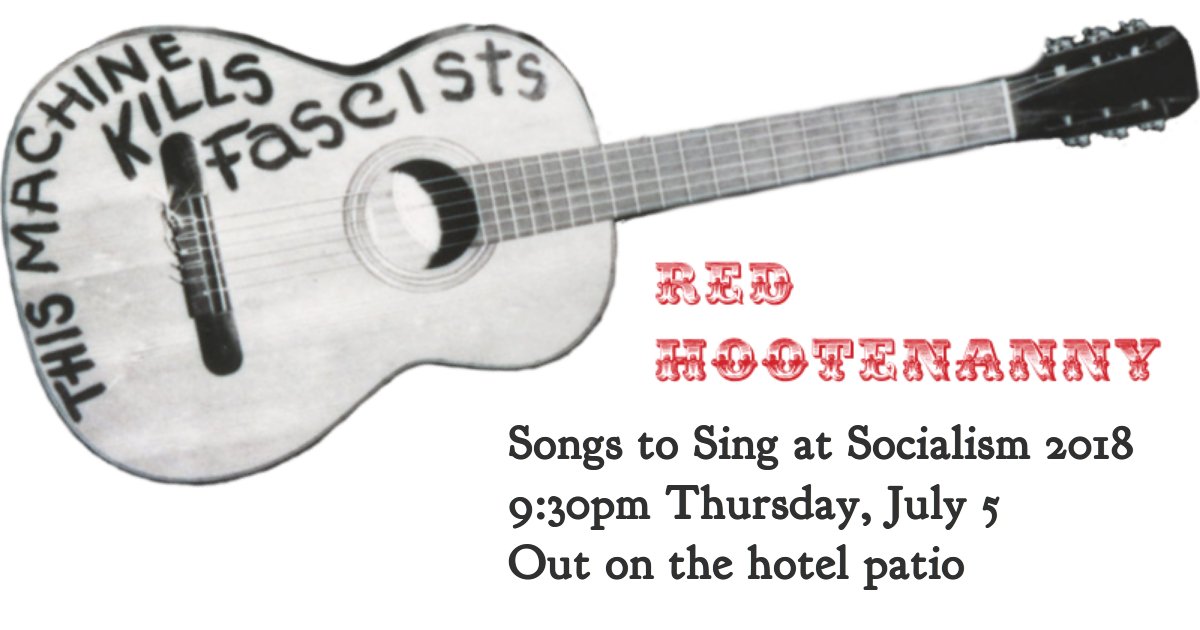 THIS MACHINE
KILLS
Fascists
RED
HOOTENANNY
Songs to Sing at Socialism 2018
9:30pm Thursday, July 5
Out on the hotel patio